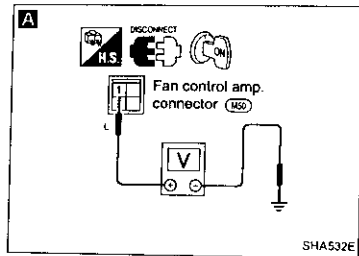 A
DISCONNECT
H.S.
ON
1
Fan control amp.
connector M50
L
V
+ −
SHA532E